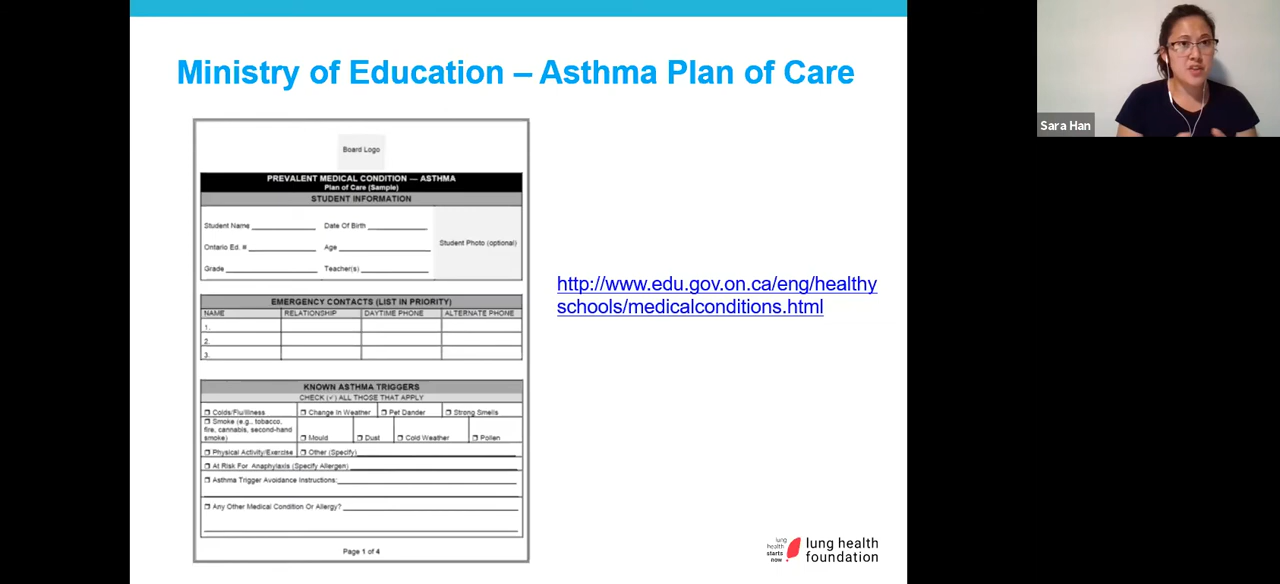 Ministry of Education – Asthma Plan of Care
Sara Han
Board Logo
PREVALENT MEDICAL CONDITION — ASTHMA
Plan of Care (Sample)
STUDENT INFORMATION
Student Name Date Of Birth
Ontario Ed. # Age
Student Photo (optional)
Grade Teacher(s)
EMERGENCY CONTACTS (LIST IN PRIORITY)
NAME RELATIONSHIP DAYTIME PHONE ALTERNATE PHONE
1.
2.
3.
KNOWN ASTHMA TRIGGERS
CHECK (✓) ALL THOSE THAT APPLY
☐ Colds/Flu/Illness ☐ Change In Weather ☐ Pet Dander ☐ Strong Smells
☐ Smoke (e.g., tobacco,
fire, cannabis, second-hand
smoke) ☐ Mould ☐ Dust ☐ Cold Weather ☐ Pollen
☐ Physical Activity/Exercise ☐ Other (Specify)
☐ At Risk For Anaphylaxis (Specify Allergen)
☐ Asthma Trigger Avoidance Instructions:
☐ Any Other Medical Condition Or Allergy?
Page 1 of 4
http://www.edu.gov.on.ca/eng/healthy
schools/medicalconditions.html
lung
health
starts
now
lung health
foundation